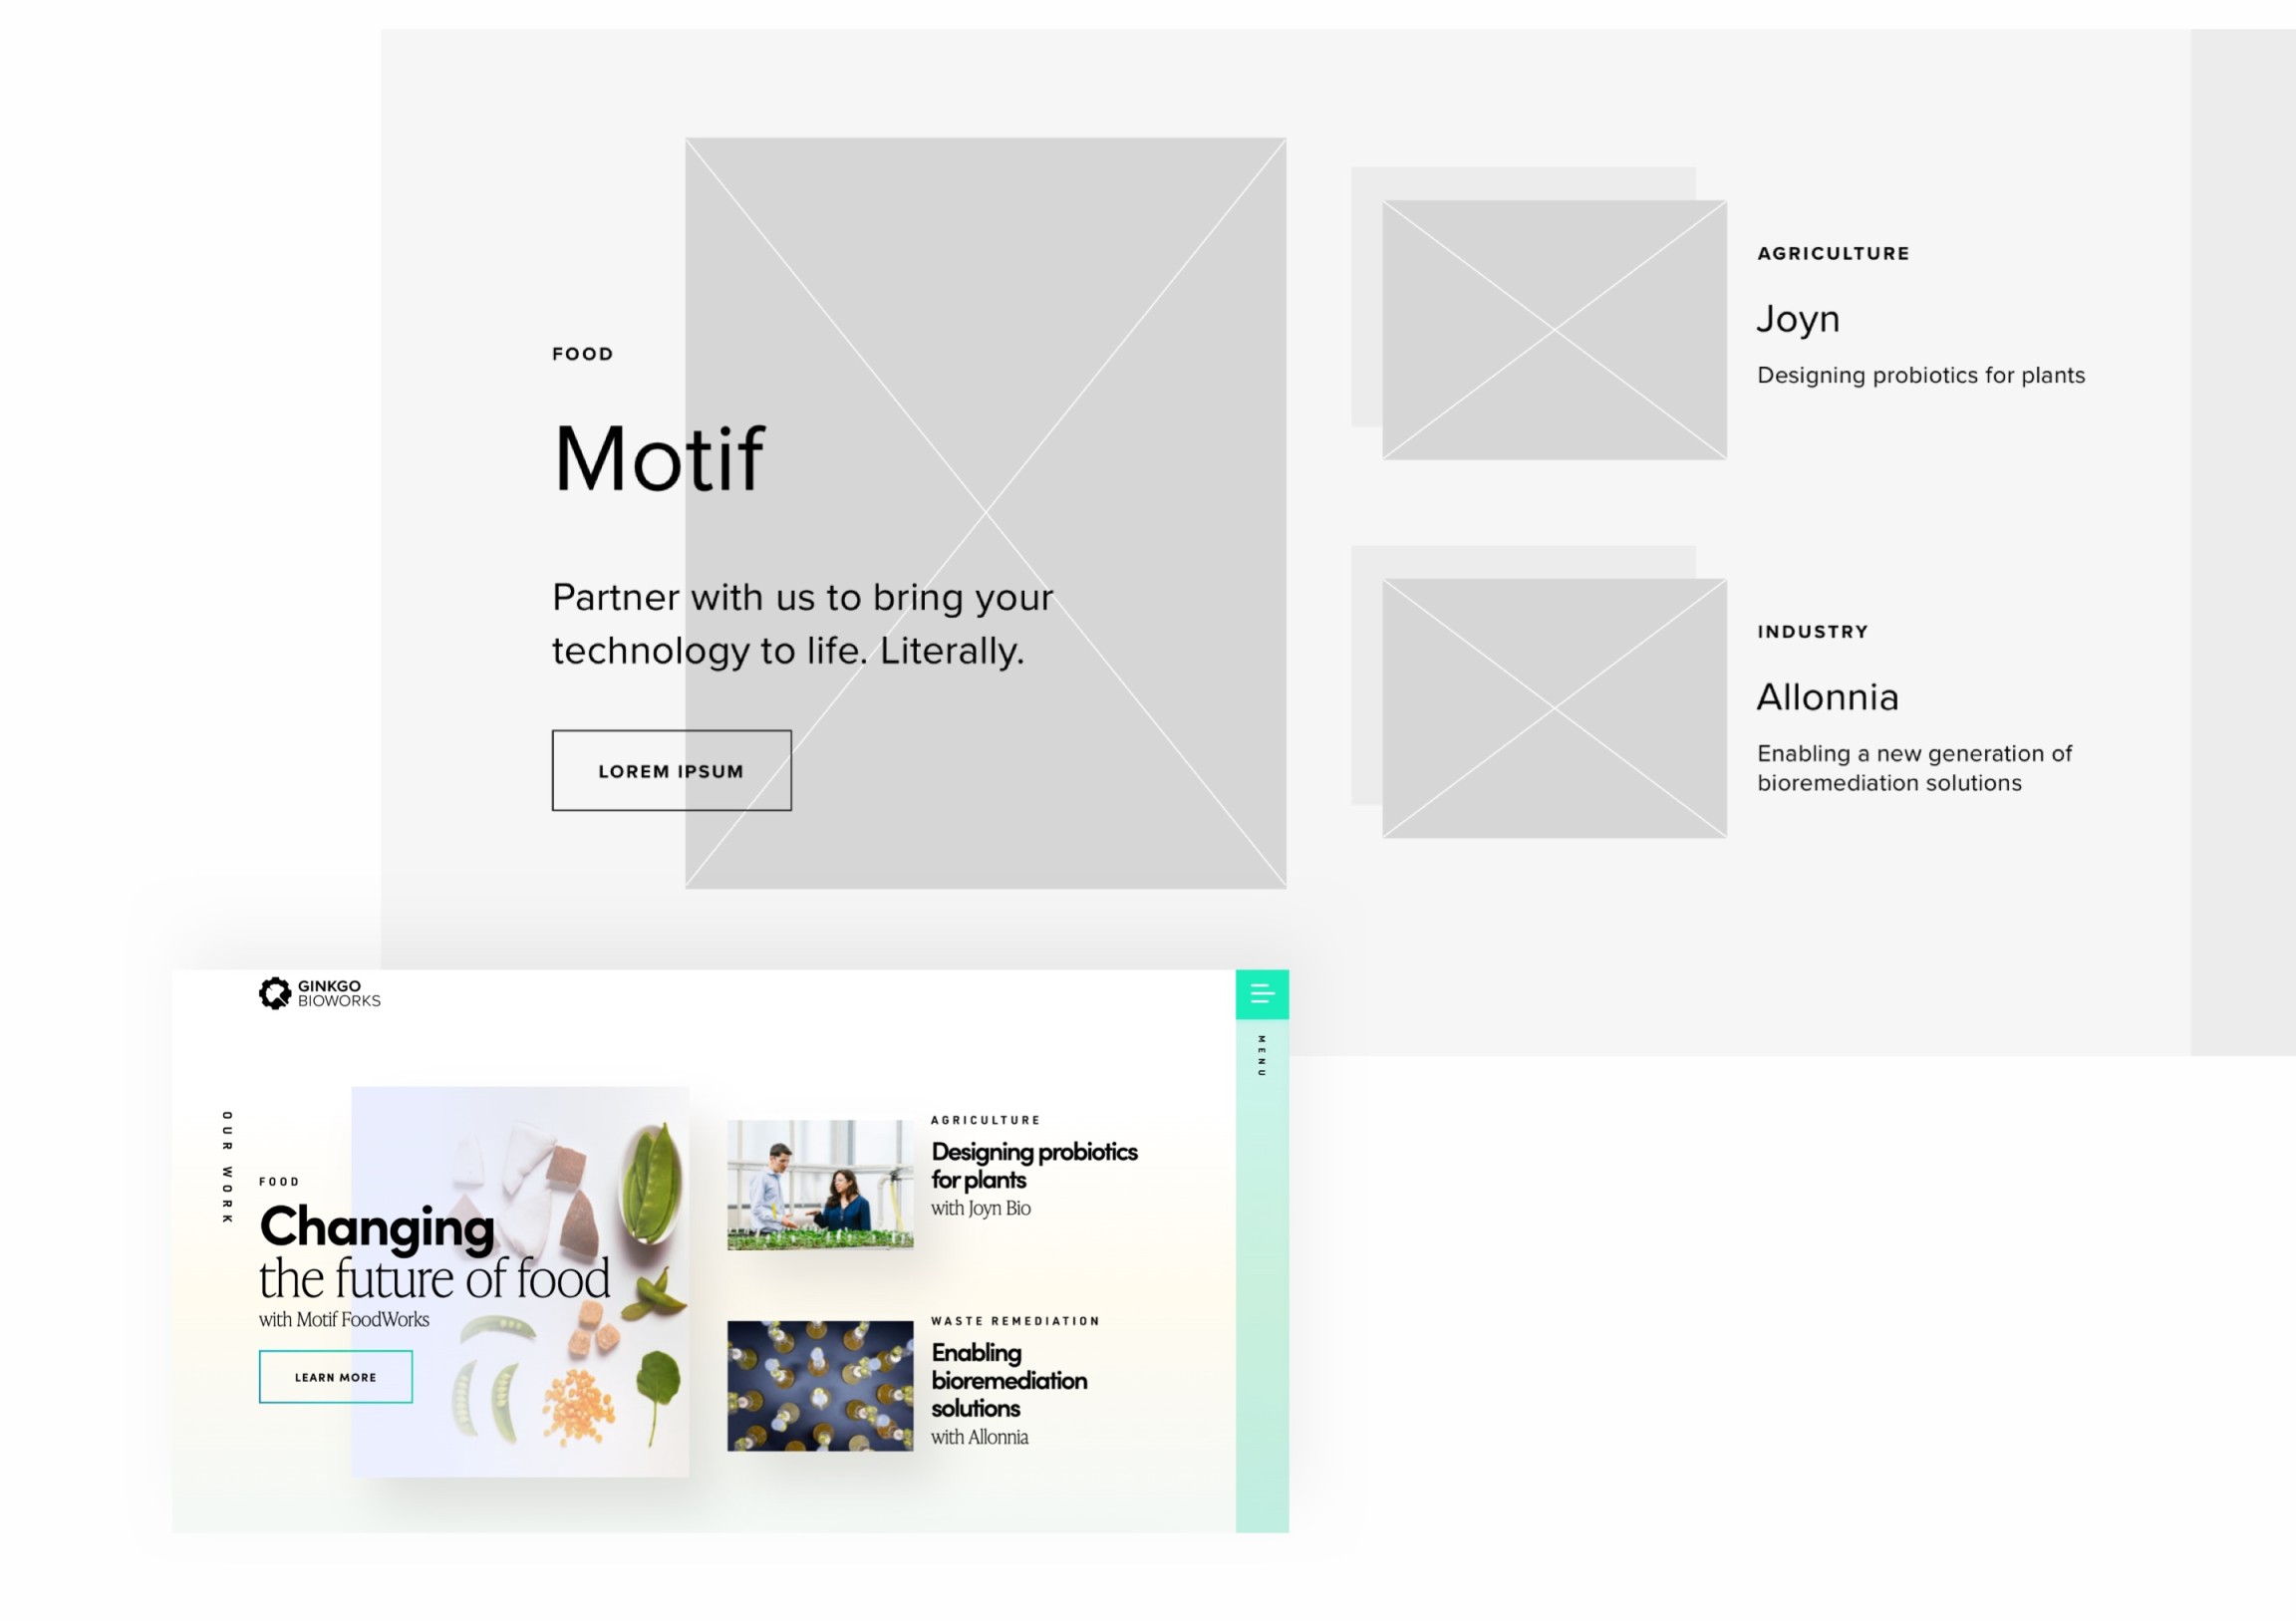 FOOD
Motif
Partner with us to bring your
technology to life. Literally.
LOREM IPSUM
AGRICULTURE
Joyn
Designing probiotics for plants
INDUSTRY
Allonnia
Enabling a new generation of
bioremediation solutions
GINKGO
BIOWORKS
MENU
OUR WORK
FOOD
Changing
the future of food
with Motif FoodWorks
LEARN MORE
AGRICULTURE
Designing probiotics
for plants
with Joyn Bio
WASTE REMEDIATION
Enabling
bioremediation
solutions
with Allonnia